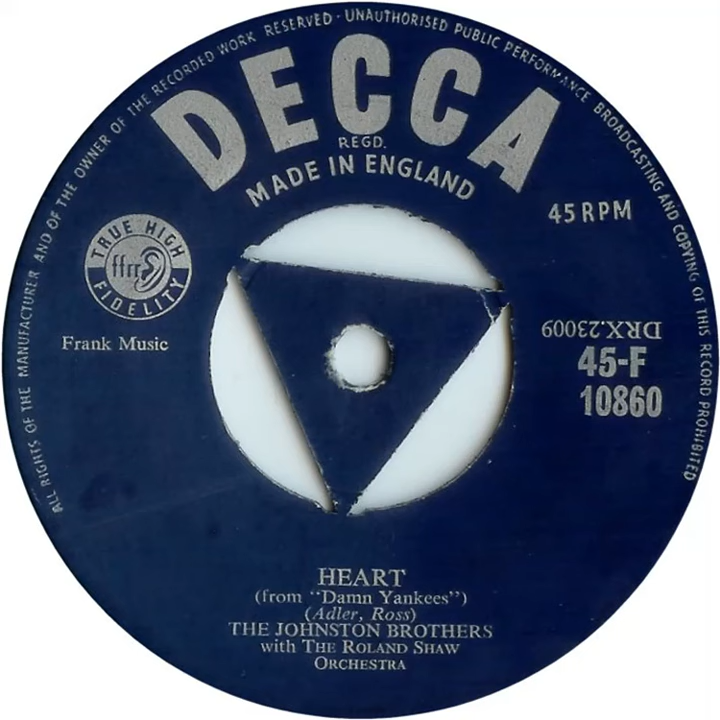 ALL RIGHTS OF THE MANUFACTURER AND OF THE OWNER OF THE RECORDED WORK RESERVED · UNAUTHORISED PUBLIC PERFORMANCE BROADCASTING AND COPYING OF THIS RECORD PROHIBITED
DECCA
REGD.
MADE IN ENGLAND
45 RPM
TRUE HIGH
ffrr
FIDELITY
Frank Music
DRX.23009
45-F
10860
HEART
(from "Damn Yankees")
(Adler, Ross)
THE JOHNSTON BROTHERS
with THE ROLAND SHAW
ORCHESTRA